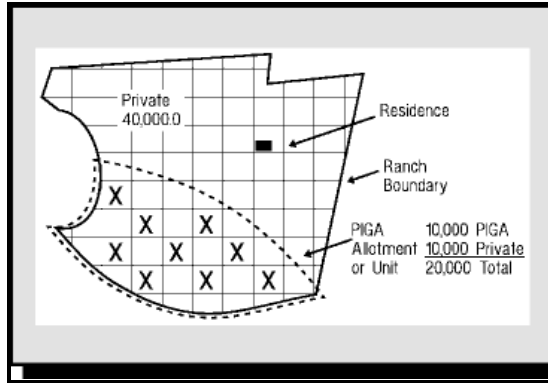 Private
40,000.0
Residence
Ranch
Boundary
X
X X
X X X
X X X
PIGA 10,000 PIGA
Allotment 10,000 Private
or Unit 20,000 Total